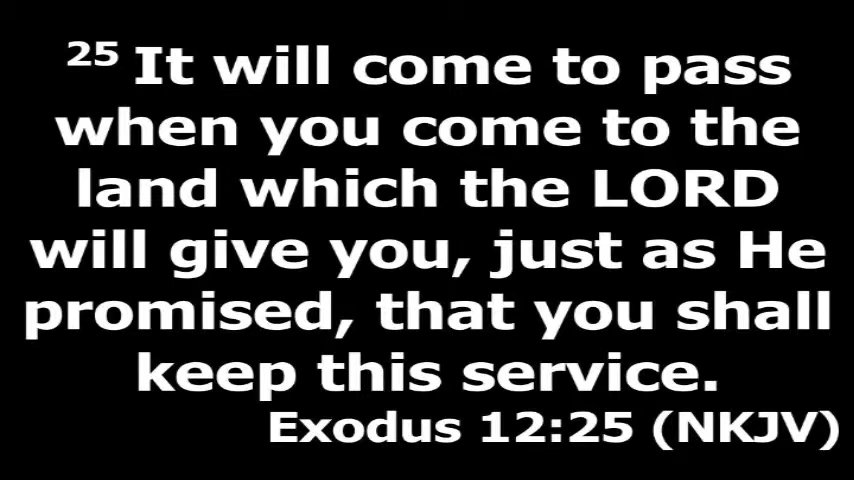 25 It will come to pass
when you come to the
land which the LORD
will give you, just as He
promised, that you shall
keep this service.
Exodus 12:25 (NKJV)